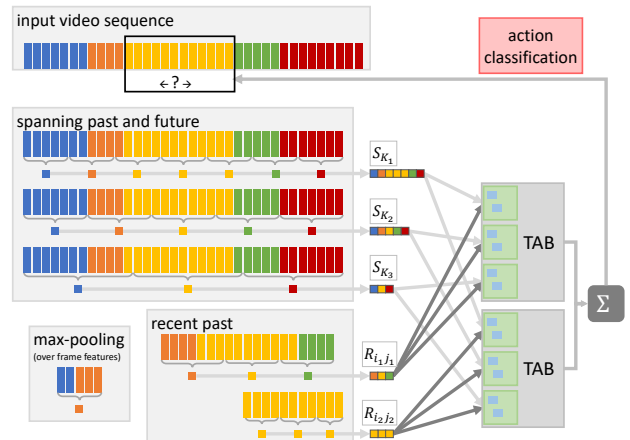 input video sequence
action
classification
←?→
spanning past and future
S_{K_1}
S_{K_2}
TAB
S_{K_3}
Σ
max-pooling
(over frame features)
recent past
R_{i_1 j_1}
TAB
R_{i_2 j_2}